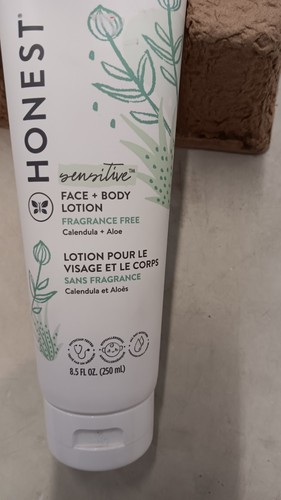 HONEST®
sensitive™
FACE + BODY
LOTION
FRAGRANCE FREE
Calendula + Aloe
LOTION POUR LE
VISAGE ET LE CORPS
SANS FRAGRANCE
Calendula et Aloès
8.5 FL OZ. (250 mL)